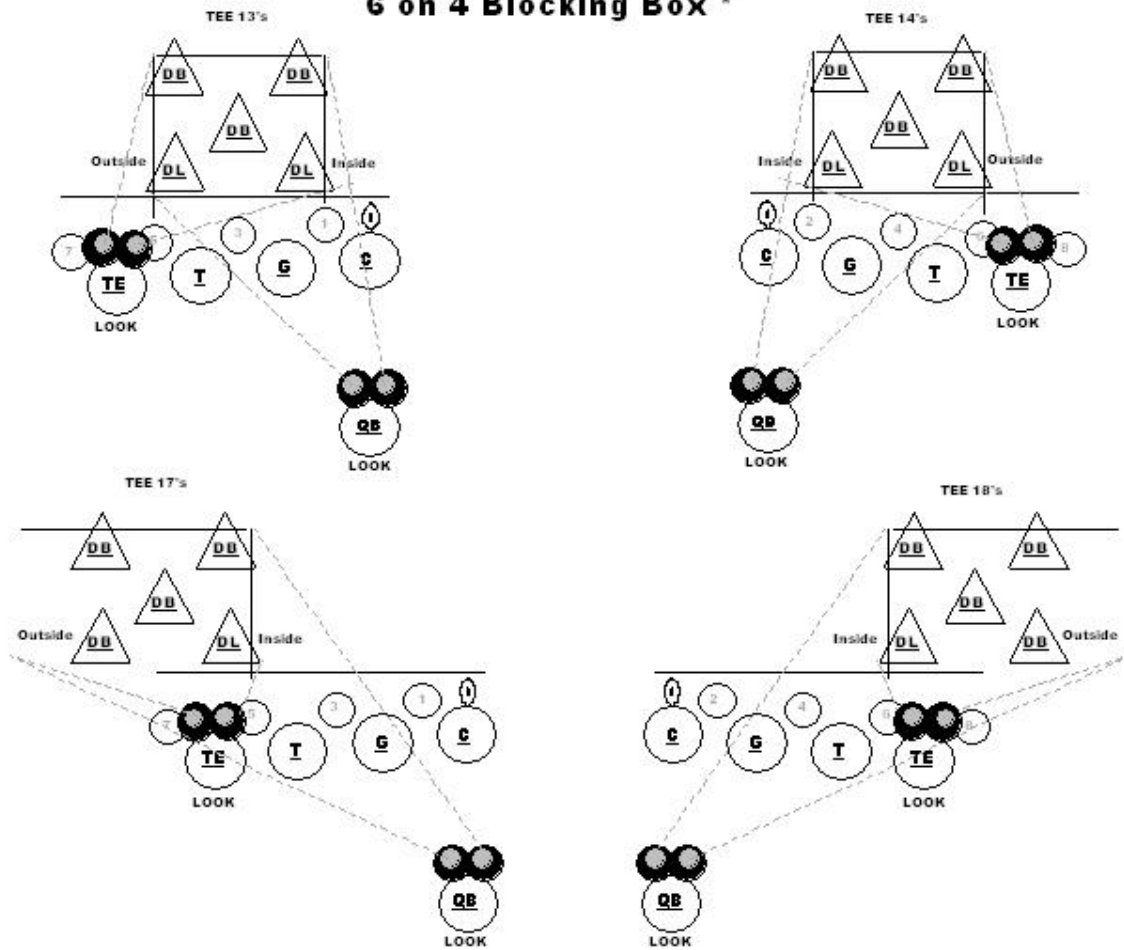 6 on 4 Blocking Box *
TEE 13's
TEE 14's
DB DB
DB DB
DB
DB
Outside DL DL Inside
Inside DL DL Outside
7 3 1
2 4 6 8
TE T G C
C G T TE
LOOK
LOOK
QB
QB
LOOK
LOOK
TEE 17's
TEE 18's
DB DB
DB DB
DB
DB
Outside DB DL Inside
Inside DL DB Outside
7 5 3 1
2 4 6 8
TE T G C
C G T TE
LOOK
LOOK
QB
QB
LOOK
LOOK